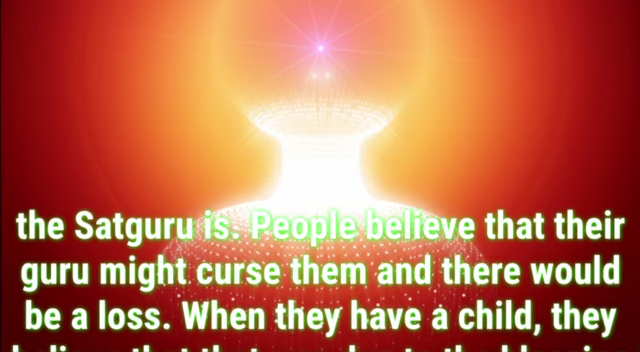 the Satguru is. People believe that their
guru might curse them and there would
be a loss. When they have a child, they